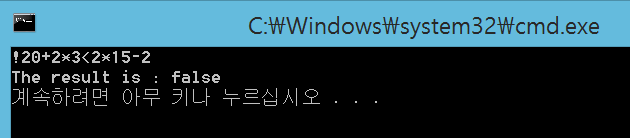 C:₩Windows₩system32₩cmd.exe
!20+2*3<2*15-2
The result is : false
계속하려면 아무 키나 누르십시오 . . .